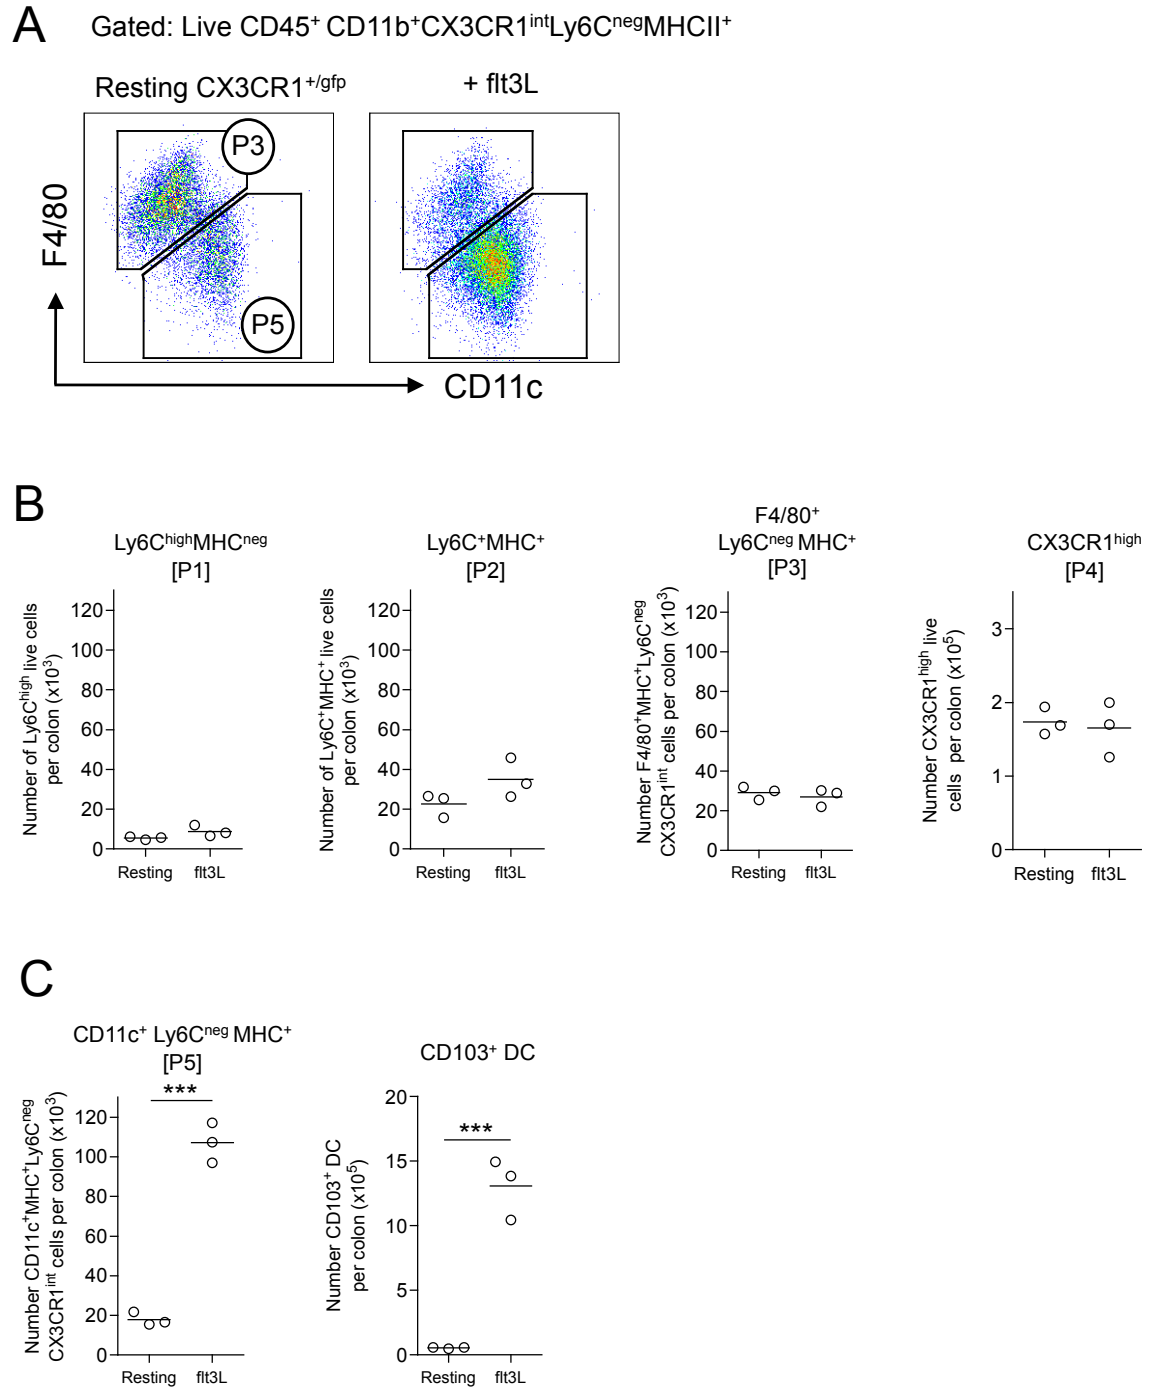 A
Gated: Live CD45⁺ CD11b⁺CX3CR1ⁱⁿᵗLy6CⁿᵉᵍMHCII⁺
Resting CX3CR1⁺/ᵍᶠᵖ
+ flt3L
P3
P5
F4/80
CD11c
B
Ly6CʰⁱᵍʰMHCⁿᵉᵍ
[P1]
Number of Ly6Cʰⁱᵍʰ live cells
per colon (x10³)
120
100
80
60
40
20
0
Resting flt3L
Ly6C⁺MHC⁺
[P2]
Number of Ly6C⁺MHC⁺ live cells
per colon (x10³)
120
100
80
60
40
20
0
Resting flt3L
F4/80⁺
Ly6Cⁿᵉᵍ MHC⁺
[P3]
Number F4/80⁺MHC⁺Ly6Cⁿᵉᵍ
CX3CR1ⁱⁿᵗ cells per colon (x10³)
120
100
80
60
40
20
0
Resting flt3L
CX3CR1ʰⁱᵍʰ
[P4]
Number CX3CR1ʰⁱᵍʰ live
cells per colon (x10⁵)
3
2
1
0
Resting flt3L
C
CD11c⁺ Ly6Cⁿᵉᵍ MHC⁺
[P5]
Number CD11c⁺MHC⁺Ly6Cⁿᵉᵍ
CX3CR1ⁱⁿᵗ cells per colon (x10³)
***
120
100
80
60
40
20
0
Resting flt3L
CD103⁺ DC
Number CD103⁺ DC
per colon (x10⁵)
***
20
15
10
5
0
Resting flt3L